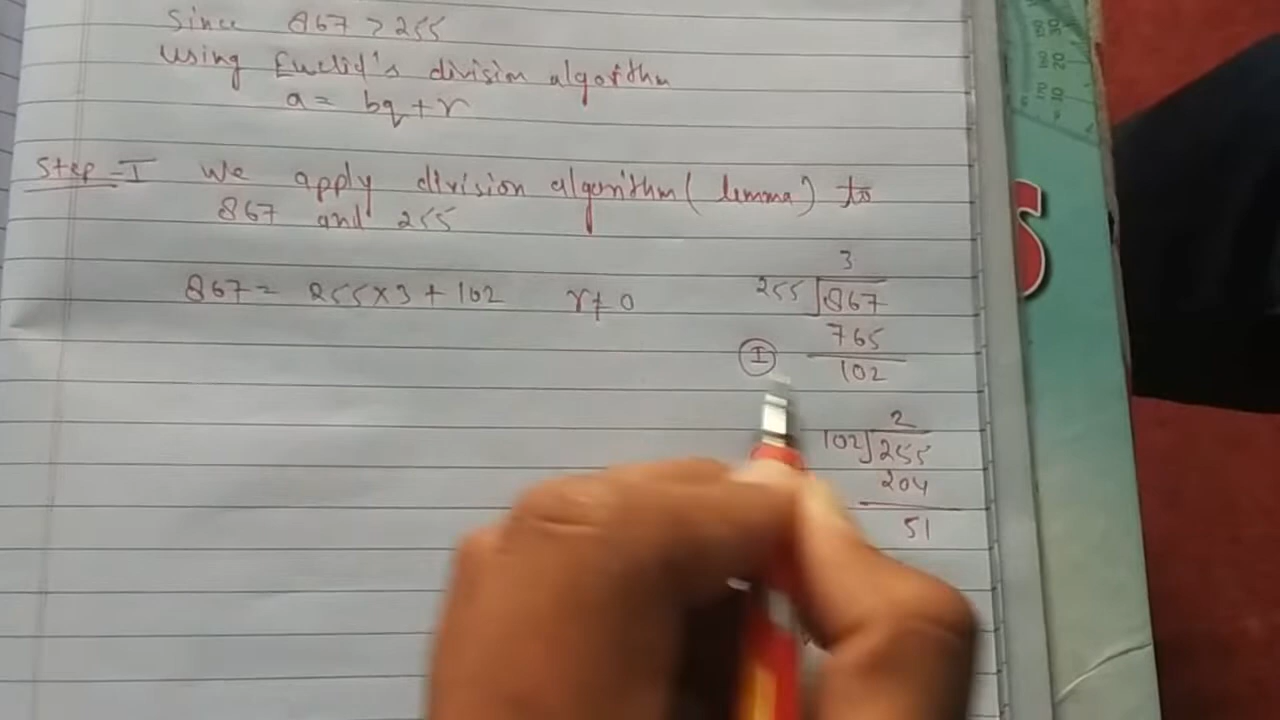 Since 867 > 255
Using Euclid's division algorithm
a = bq + r
Step-I We apply division algorithm (lemma) to
867 and 255
867 = 255×3 + 102 r≠0
3
255 867
765
I
102
2
102 255
204
51